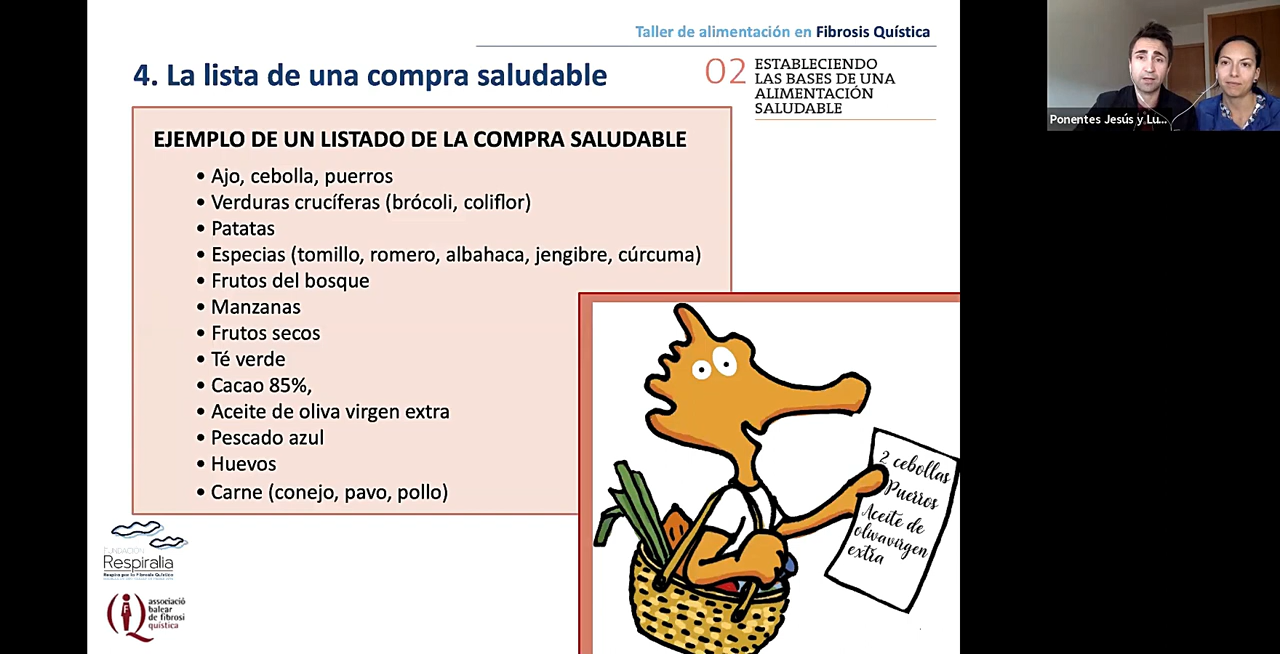 Taller de alimentación en Fibrosis Quística
4. La lista de una compra saludable
02 ESTABLECIENDO
LAS BASES DE UNA
ALIMENTACIÓN
SALUDABLE
EJEMPLO DE UN LISTADO DE LA COMPRA SALUDABLE
• Ajo, cebolla, puerros
• Verduras crucíferas (brócoli, coliflor)
• Patatas
• Especias (tomillo, romero, albahaca, jengibre, cúrcuma)
• Frutos del bosque
• Manzanas
• Frutos secos
• Té verde
• Cacao 85%,
• Aceite de oliva virgen extra
• Pescado azul
• Huevos
• Carne (conejo, pavo, pollo)
2 cebollas
Puerros
Aceite de
oliva virgen
extra
FUNDACIÓN
Respiralia
Respira por la Fibrosis Quística
associació
balear
de fibrosi
quística
Ponentes Jesús y Lu...